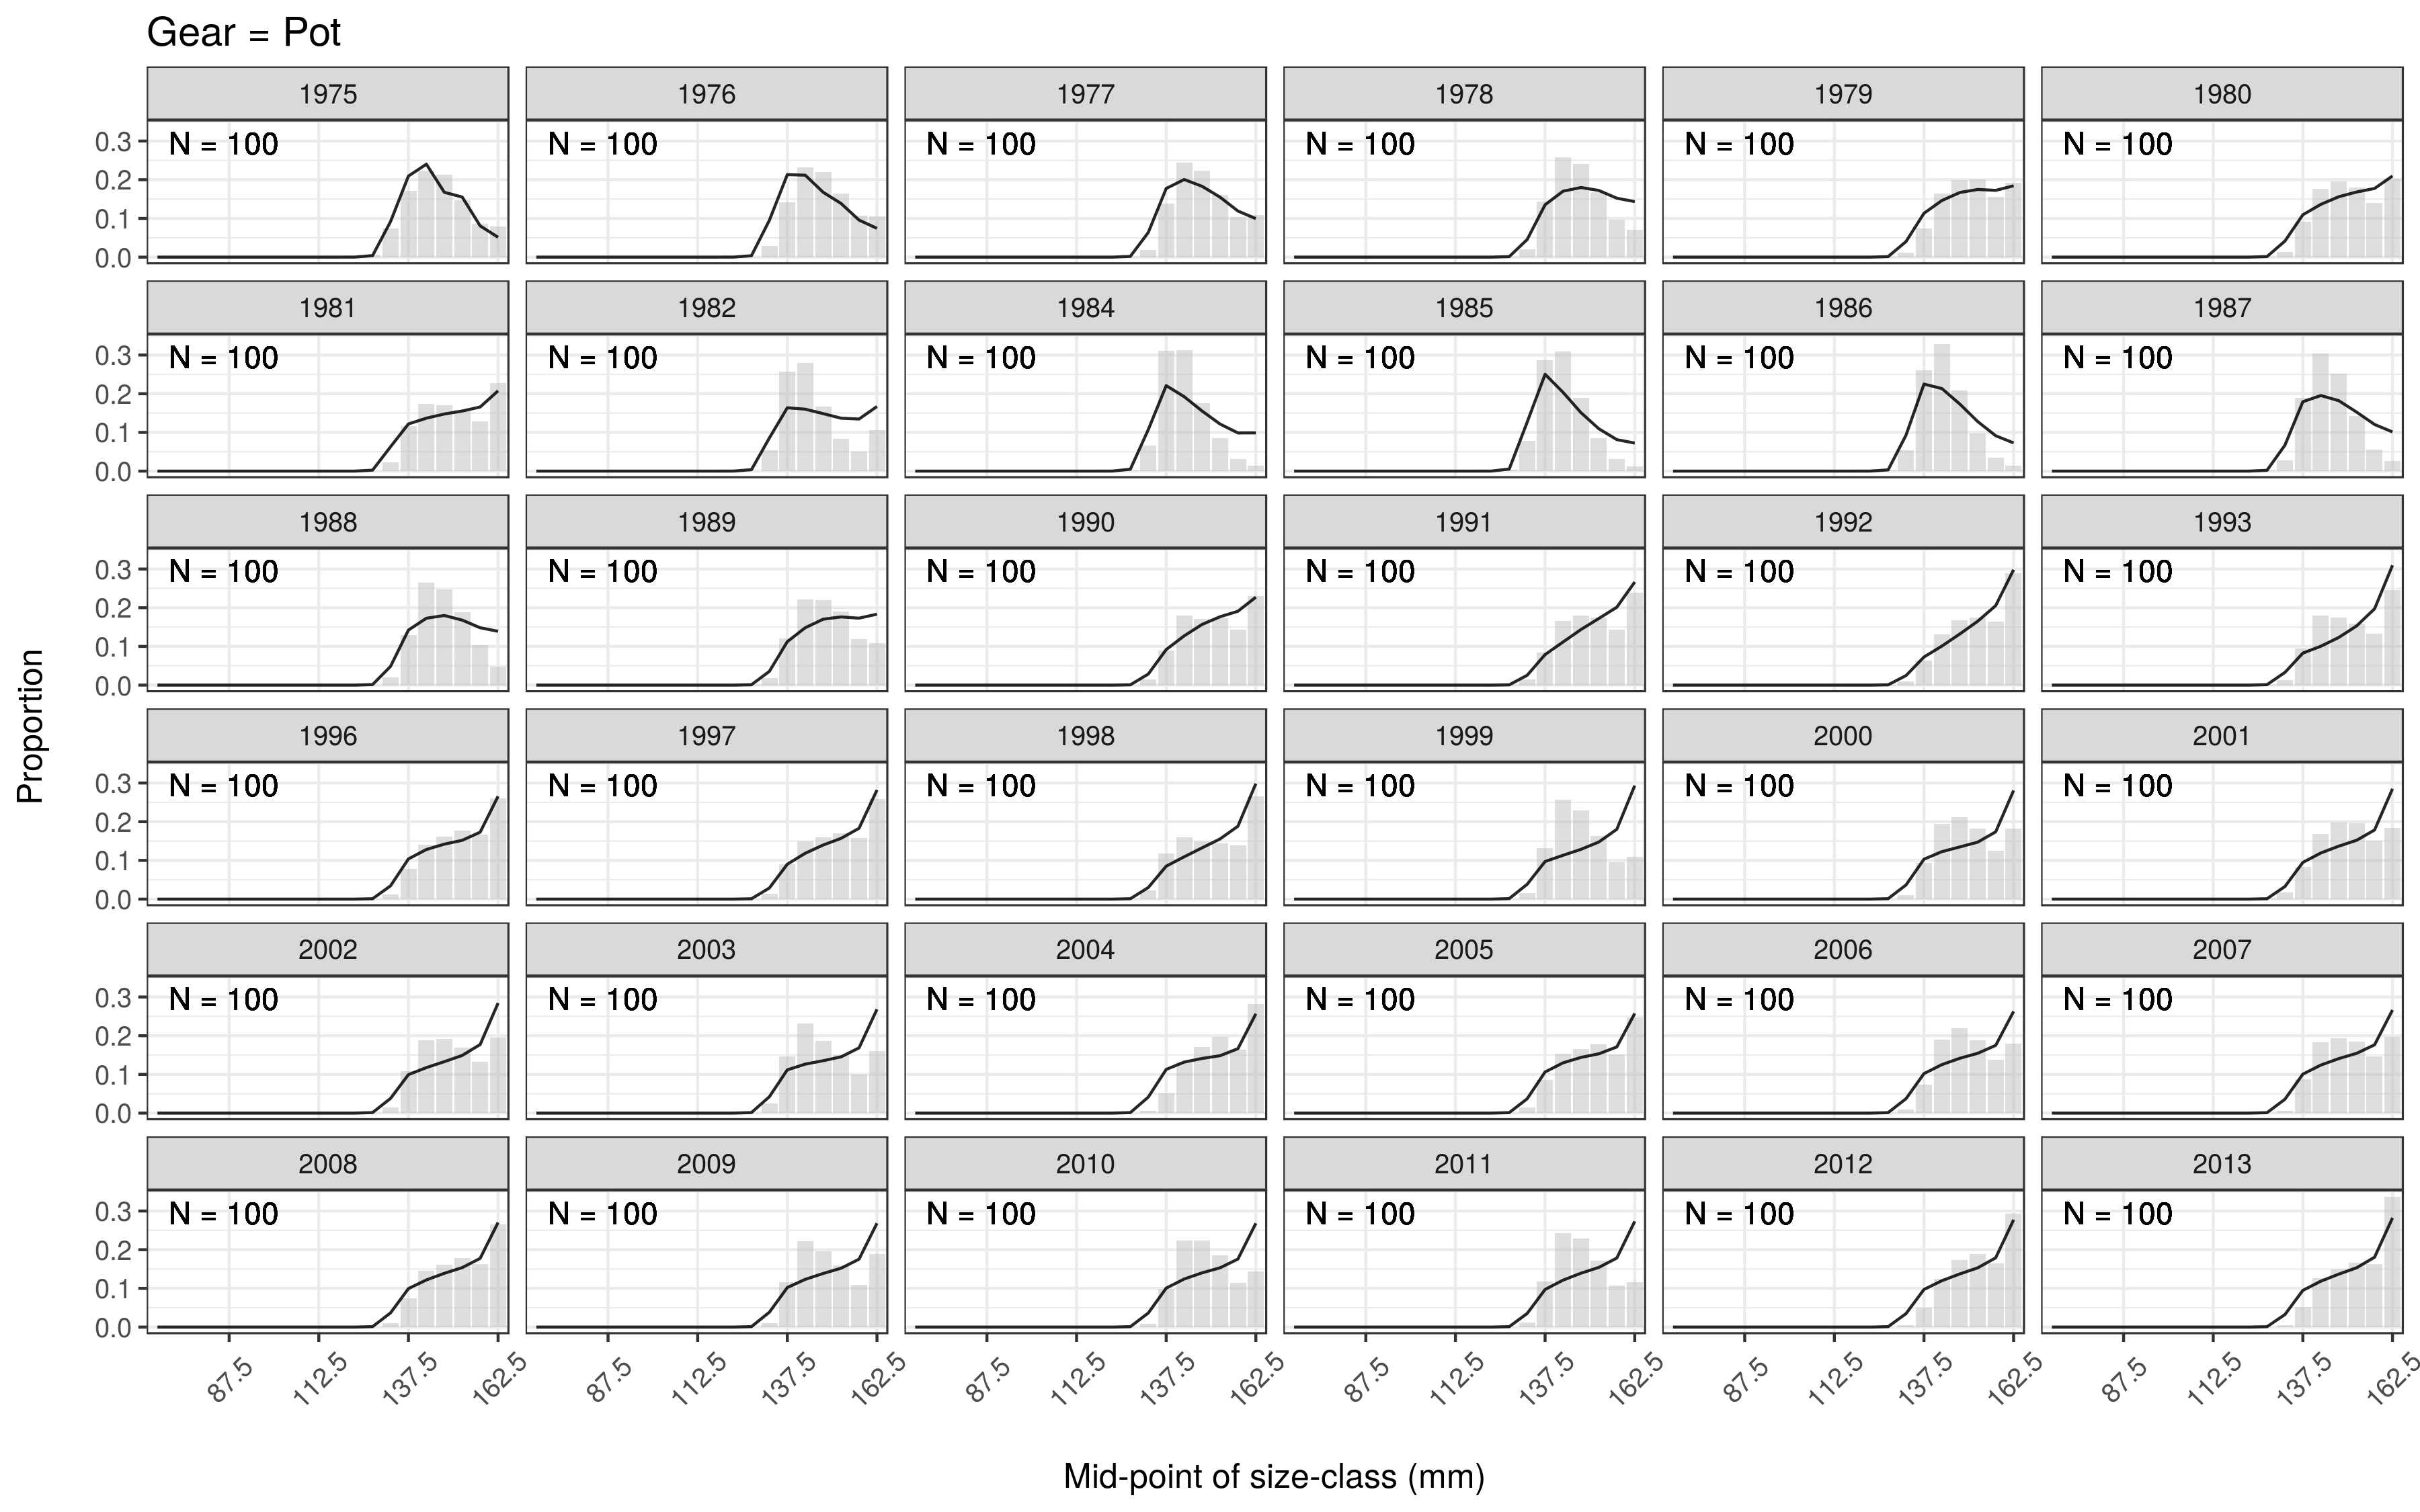 Gear = Pot
1975 1976 1977 1978 1979 1980
N = 100 N = 100 N = 100 N = 100 N = 100 N = 100
0.3
0.2
0.1
0.0
1981 1982 1984 1985 1986 1987
N = 100 N = 100 N = 100 N = 100 N = 100 N = 100
0.3
0.2
0.1
0.0
1988 1989 1990 1991 1992 1993
N = 100 N = 100 N = 100 N = 100 N = 100 N = 100
0.3
0.2
0.1
0.0
Proportion
1996 1997 1998 1999 2000 2001
N = 100 N = 100 N = 100 N = 100 N = 100 N = 100
0.3
0.2
0.1
0.0
2002 2003 2004 2005 2006 2007
N = 100 N = 100 N = 100 N = 100 N = 100 N = 100
0.3
0.2
0.1
0.0
2008 2009 2010 2011 2012 2013
N = 100 N = 100 N = 100 N = 100 N = 100 N = 100
0.3
0.2
0.1
0.0
87.5 112.5 137.5 162.5 87.5 112.5 137.5 162.5 87.5 112.5 137.5 162.5 87.5 112.5 137.5 162.5 87.5 112.5 137.5 162.5 87.5 112.5 137.5 162.5
Mid-point of size-class (mm)